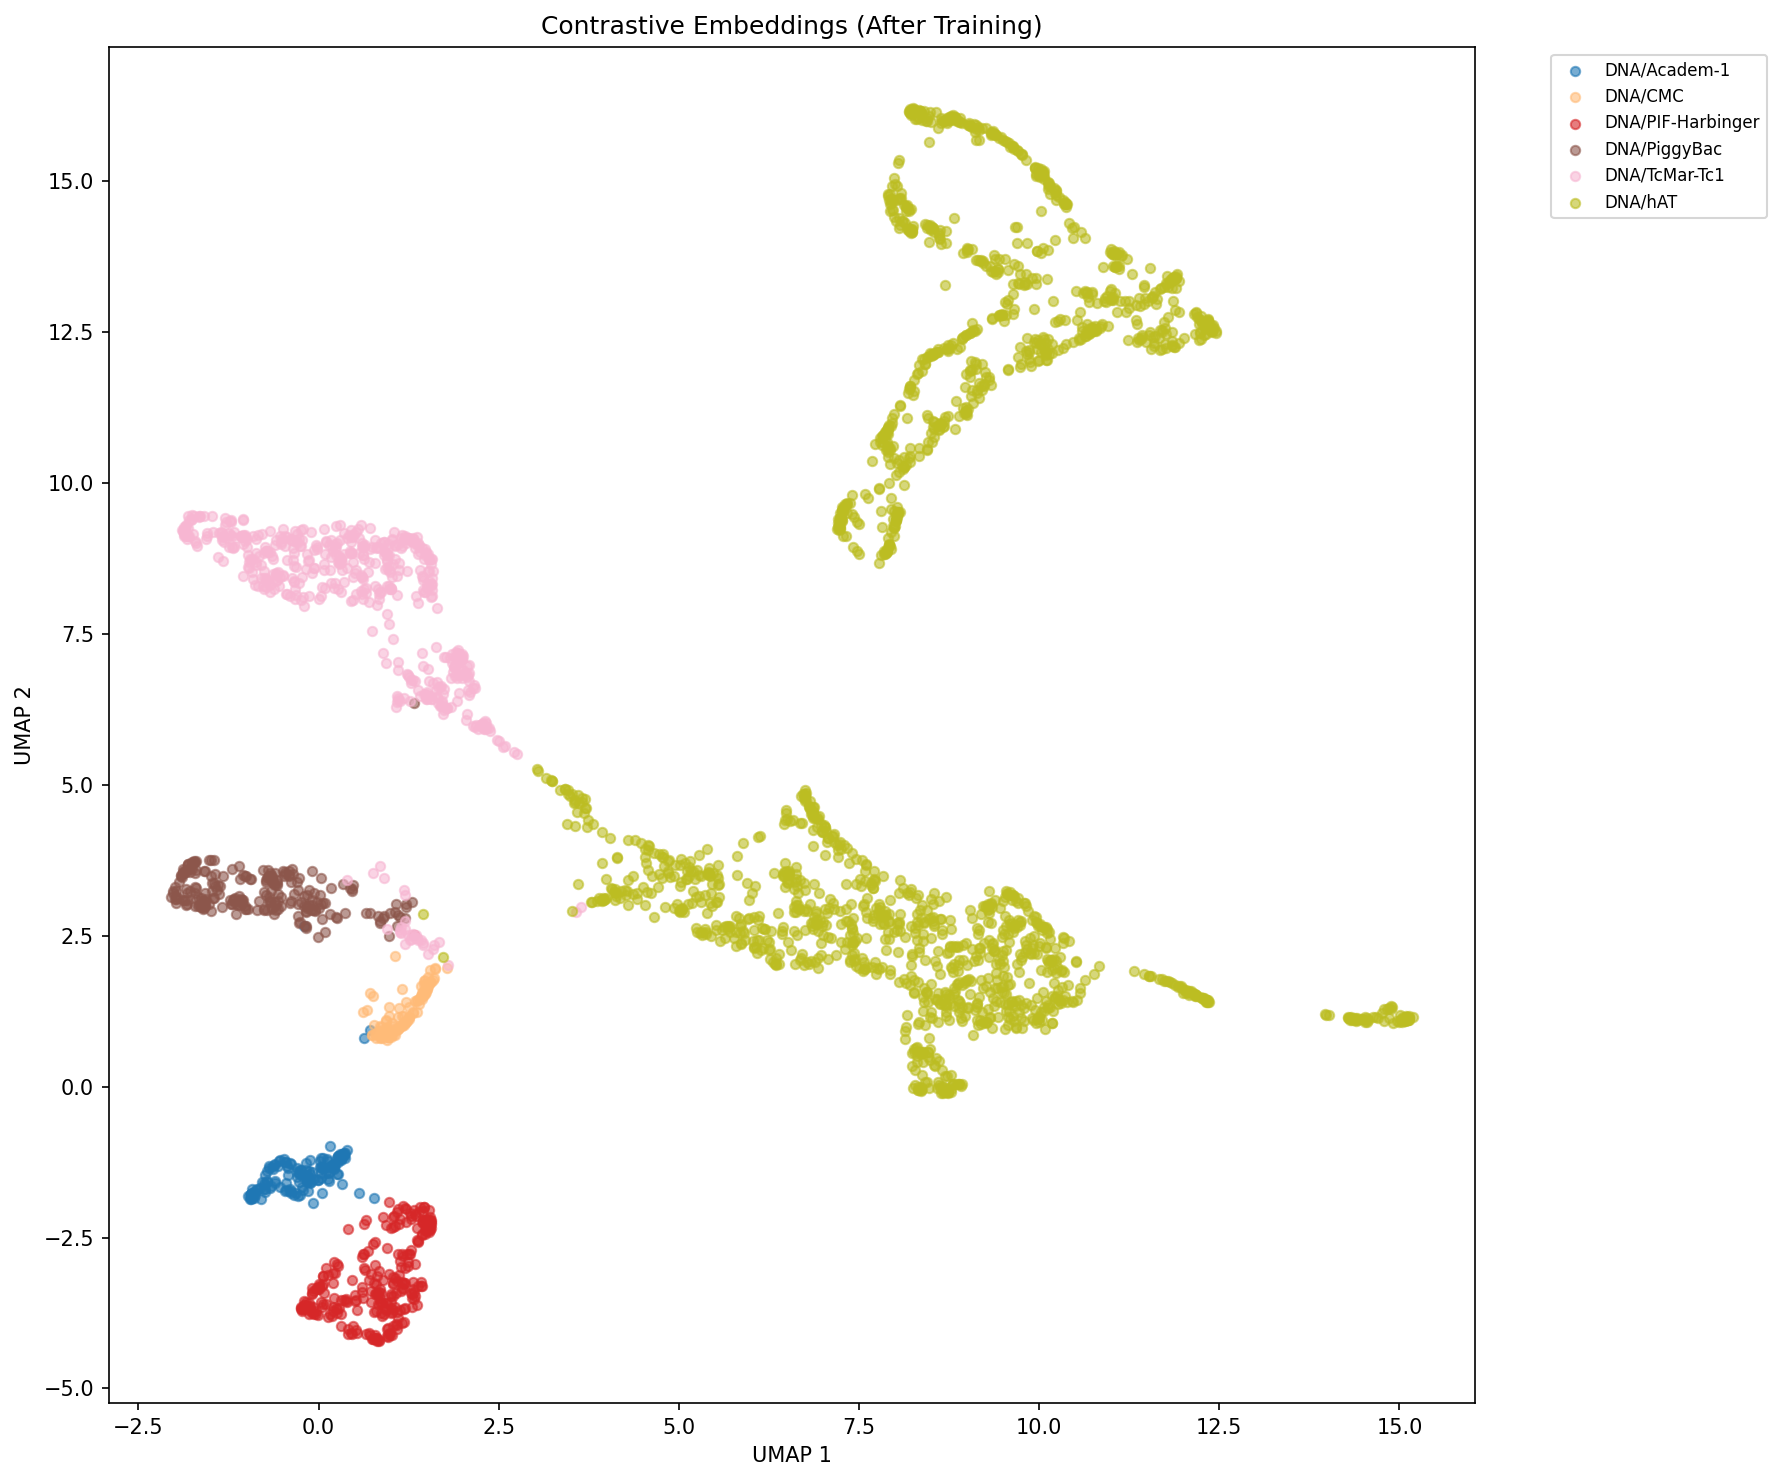 Contrastive Embeddings (After Training)
DNA/Academ-1
DNA/CMC
DNA/PIF-Harbinger
DNA/PiggyBac
DNA/TcMar-Tc1
DNA/hAT
UMAP 2
15.0
12.5
10.0
7.5
5.0
2.5
0.0
−2.5
−5.0
−2.5 0.0 2.5 5.0 7.5 10.0 12.5 15.0
UMAP 1